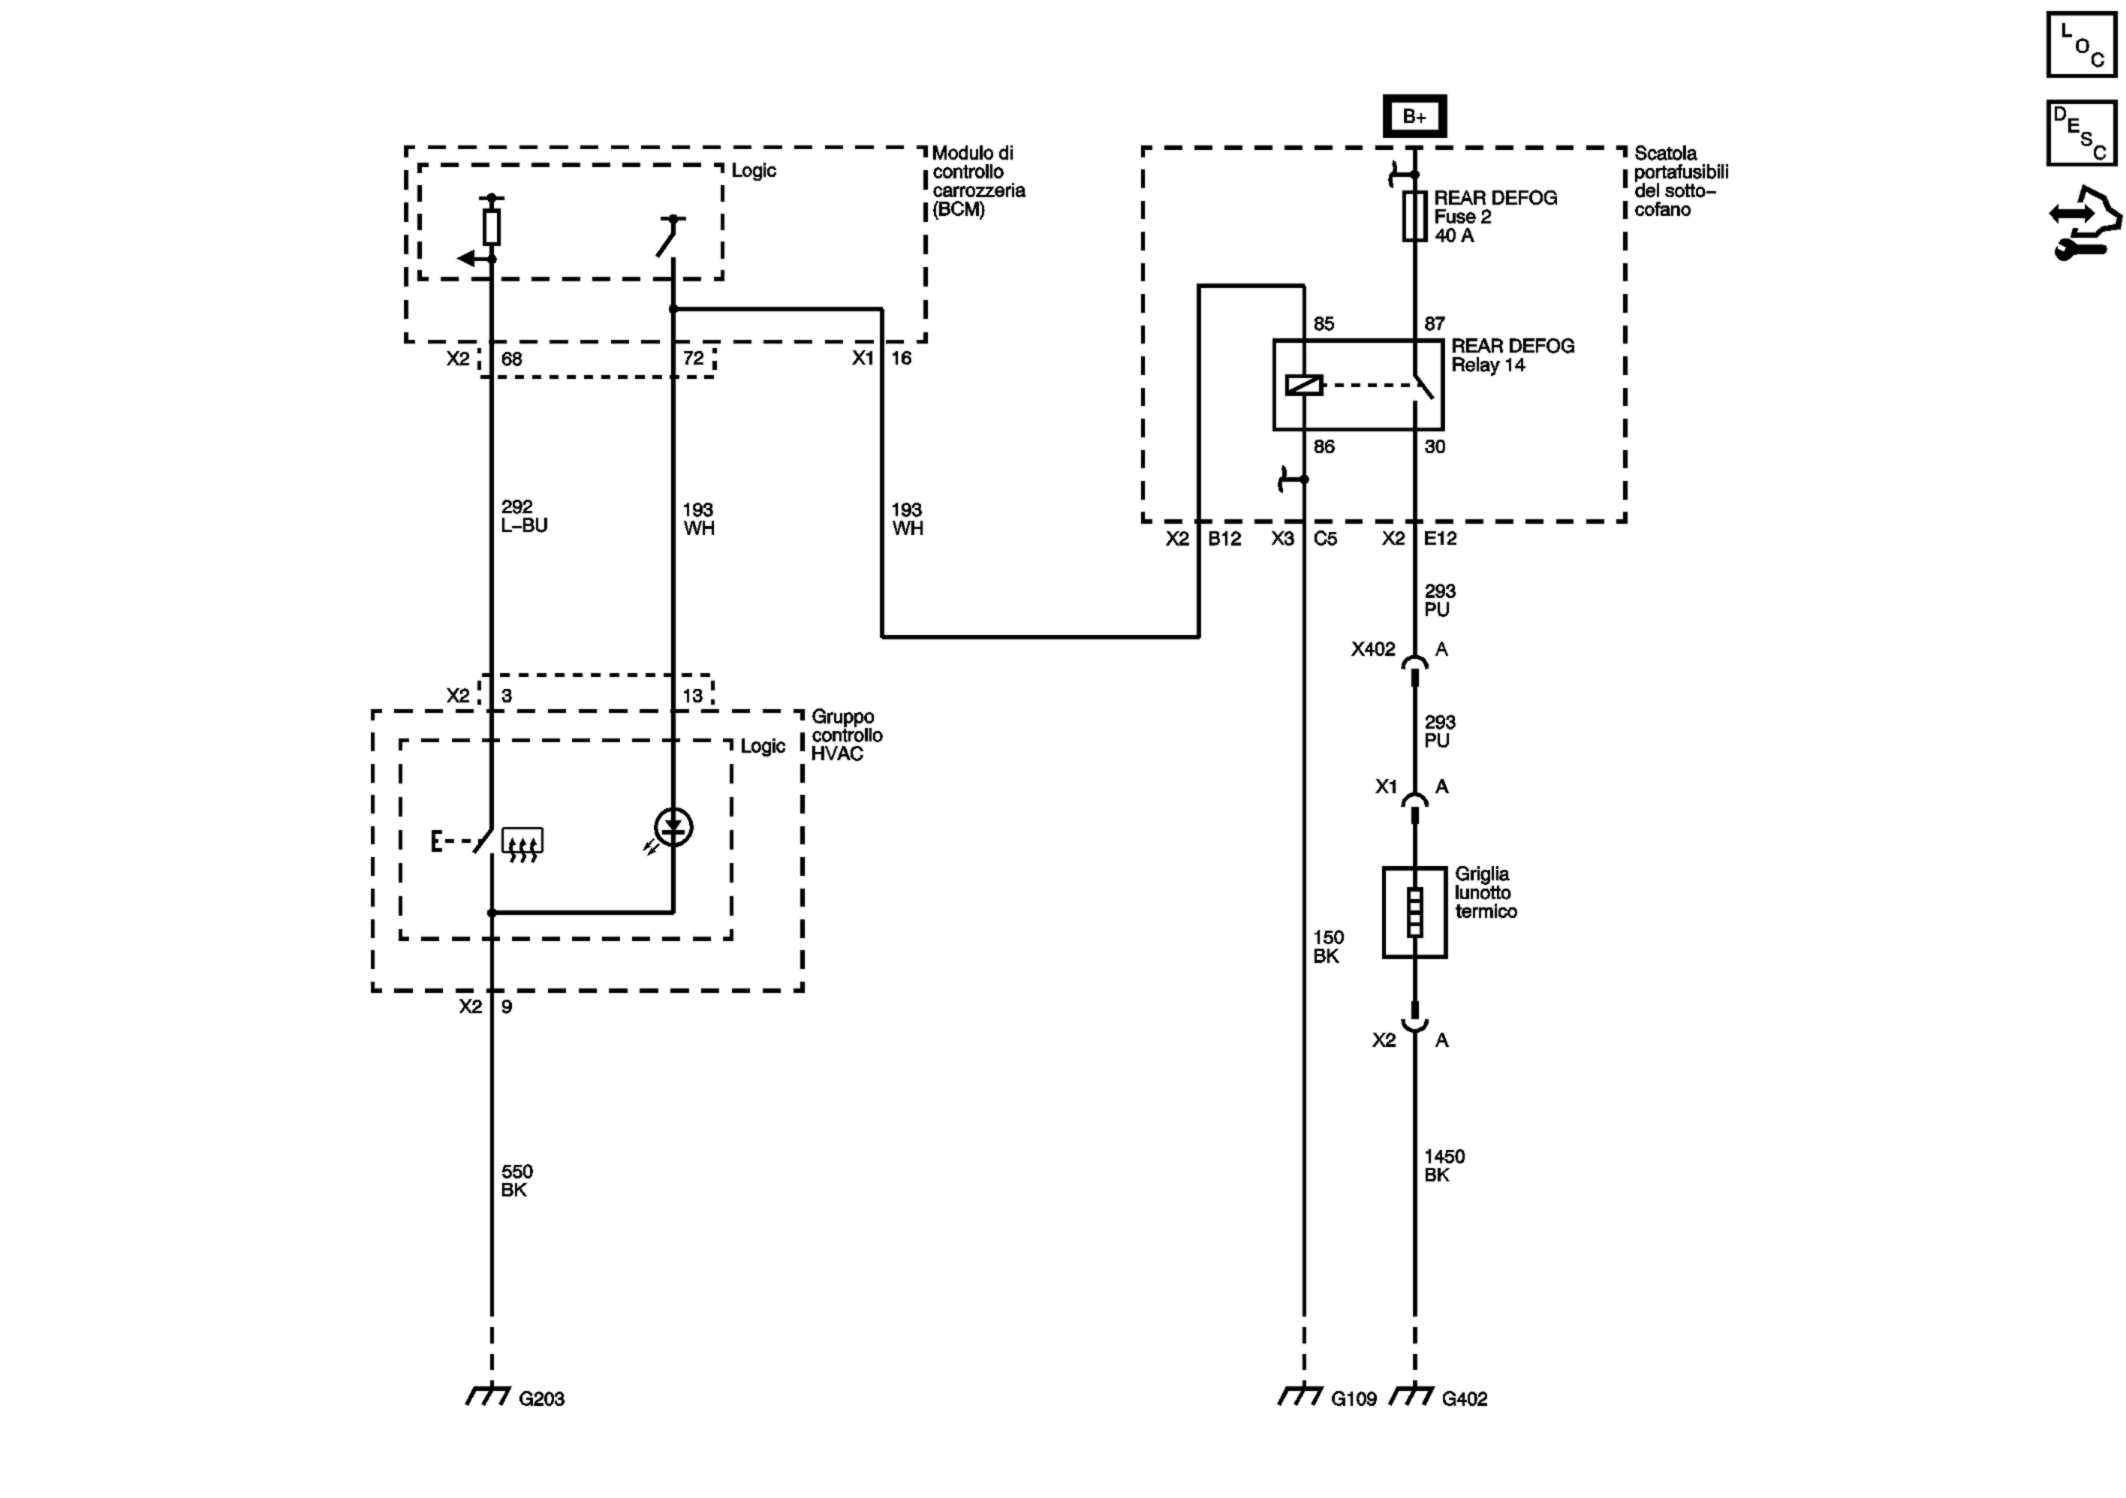 L
O
C
D
E
S
C
B+
Modulo di
controllo
carrozzeria
(BCM)
Logic
Scatola
portafusibili
del sotto–
cofano
REAR DEFOG
Fuse 2
40 A
85
87
REAR DEFOG
Relay 14
X2
68
72
X1
16
86
30
292
L–BU
193
WH
193
WH
X2
B12
X3
C5
X2
E12
293
PU
X402
A
X2
3
13
Gruppo
controllo
HVAC
Logic
293
PU
X1
A
Griglia
lunotto
termico
150
BK
X2
9
X2
A
550
BK
1450
BK
G203
G109
G402